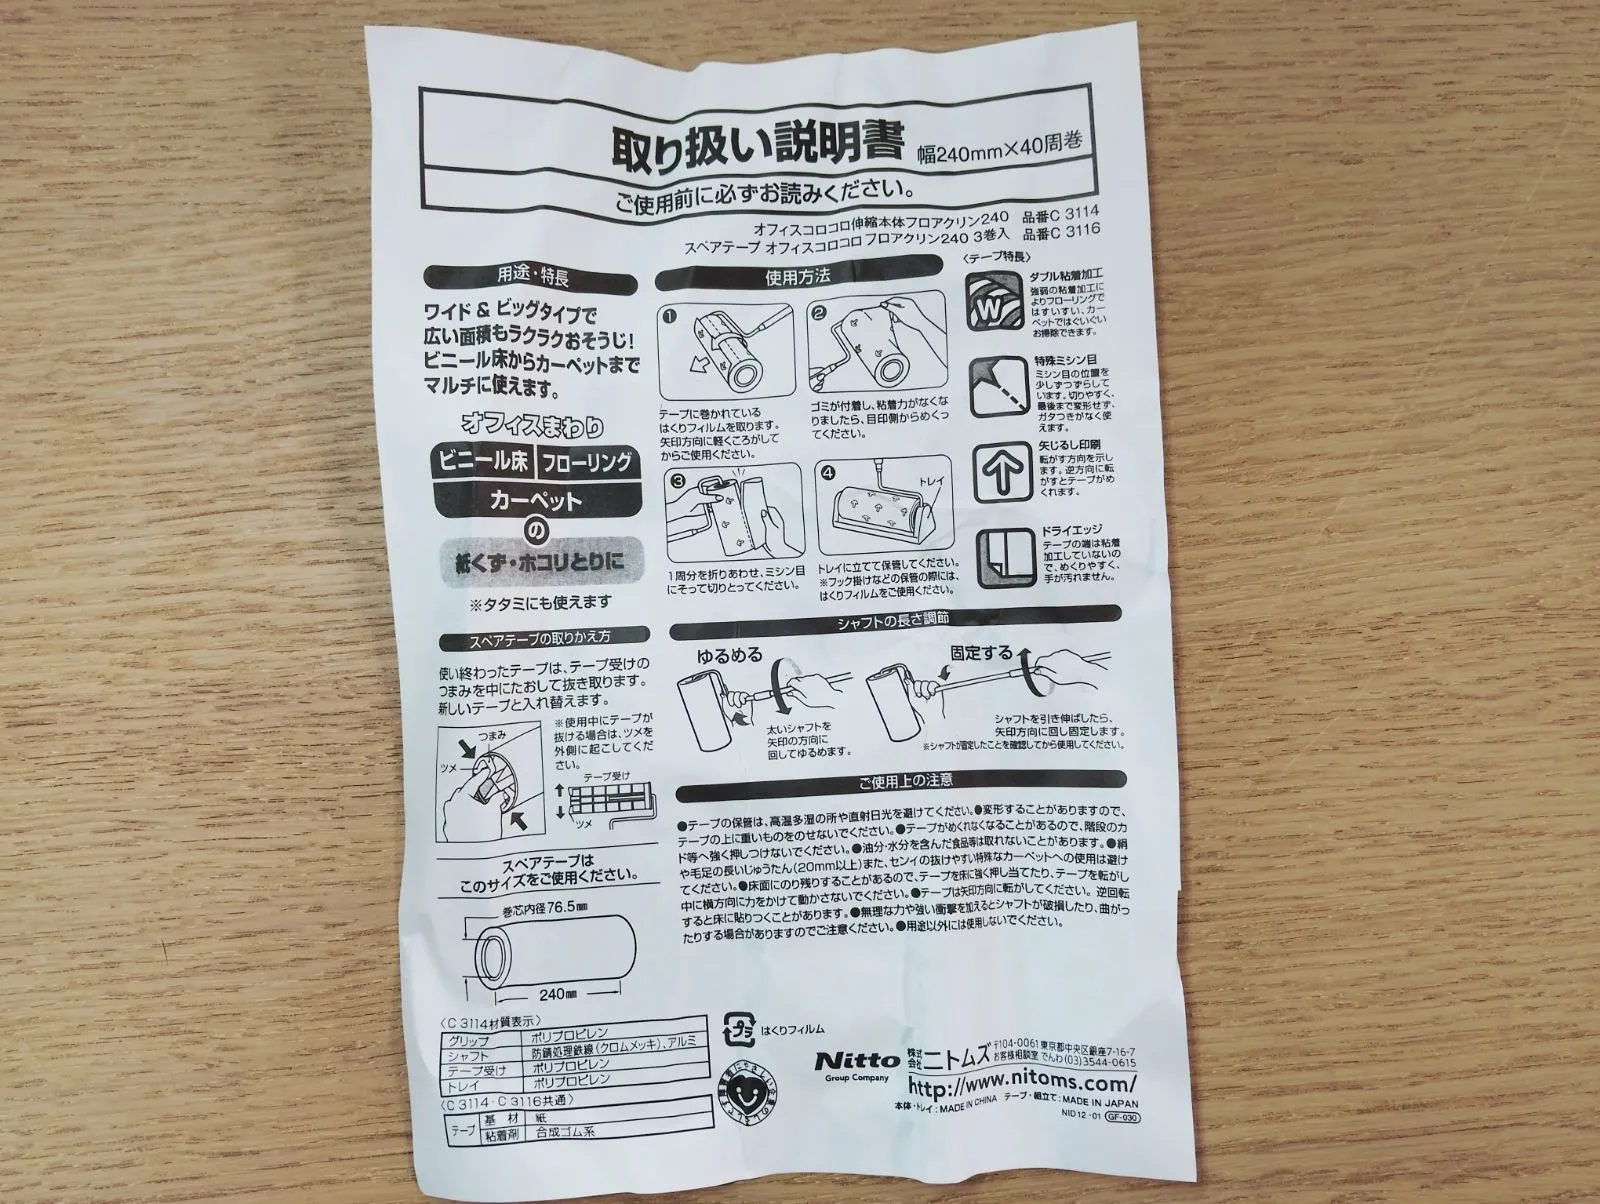 取り扱い説明書 幅240mm×40周巻
ご使用前に必ずお読みください。
オフィスコロコロ伸縮本体フロアクリン240 品番C 3114
スペアテープ オフィスコロコロ フロアクリン240 3巻入 品番C 3116
用途・特長
ワイド & ビッグタイプで
広い面積もラクラクおそうじ!
ビニール床からカーペットまで
マルチに使えます。
オフィスまわり
ビニール床 フローリング
カーペット
の
紙くず・ホコリとりに
※タタミにも使えます
スペアテープの取りかえ方
使い終わったテープは、テープ受けの
つまみを中にたおして抜き取ります。
新しいテープと入れ替えます。
つまみ
ツメ
※使用中にテープが
抜ける場合は、ツメを
外側に起こしてくだ
さい。
テープ受け
ツメ
スペアテープは
このサイズをご使用ください。
巻芯内径76.5mm
240mm
使用方法
❶
テープに巻かれている
はくりフィルムを取ります。
矢印方向に軽くころがして
からご使用ください。
❷
ゴミが付着し、粘着力がなくな
りましたら、目印側からめくっ
てください。
❸
1周分を折りあわせ、ミシン目
にそって切りとってください。
❹
トレイ
トレイに立てて保管してください。
※フック掛けなどの保管の際には、
はくりフィルムをご使用ください。
〈テープ特長〉
W
ダブル粘着加工
強弱の粘着加工に
よりフローリングで
はすいすい、カー
ペットではぐいぐい
お掃除できます。
特殊ミシン目
ミシン目の位置を
少しずつずらして
います。切りやすく、
最後まで変形せず、
ガタつきがなく使
えます。
矢じるし印刷
転がす方向を示し
ます。逆方向に転
がすとテープがめ
くれます。
ドライエッジ
テープの端は粘着
加工していないの
で、めくりやすく、
手が汚れません。
シャフトの長さ調節
ゆるめる
太いシャフトを
矢印の方向に
回してゆるめます。
固定する
シャフトを引き伸ばしたら、
矢印方向に回し固定します。
※シャフトが固定したことを確認してから使用してください。
ご使用上の注意
●テープの保管は、高温多湿の所や直射日光を避けてください。●変形することがありますので、
テープの上に重いものをのせないでください。●テープがめくれなくなることがあるので、階段のカ
ド等へ強く押しつけないでください。●油分・水分を含んだ食品等は取れないことがあります。●絹
や毛足の長いじゅうたん(20mm以上)また、センイの抜けやすい特殊なカーペットへの使用は避け
てください。●床面にのり残りすることがあるので、テープを床に強く押し当てたり、テープを転がし
中に横方向に力をかけて動かさないでください。●テープは矢印方向に転がしてください。逆回転
すると床に貼りつくことがあります。●無理な力や強い衝撃を加えるとシャフトが破損したり、曲がっ
たりする場合がありますのでご注意ください。●用途以外には使用しないでください。
〈C 3114材質表示〉
グリップ ポリプロピレン
シャフト 防錆処理鉄線(クロムメッキ)、アルミ
テープ受け ポリプロピレン
トレイ ポリプロピレン
〈C 3114・C 3116共通〉
テープ 基材 紙
粘着剤 合成ゴム系
プラ はくりフィルム
Nitto
Group Company
株式会社 ニトムズ
〒104-0061 東京都中央区銀座7-16-7
お客様相談室 でんわ(03)3544-0615
http://www.nitoms.com/
本体・トレイ:MADE IN CHINA テープ・組立て:MADE IN JAPAN
NID12・01 GF-030